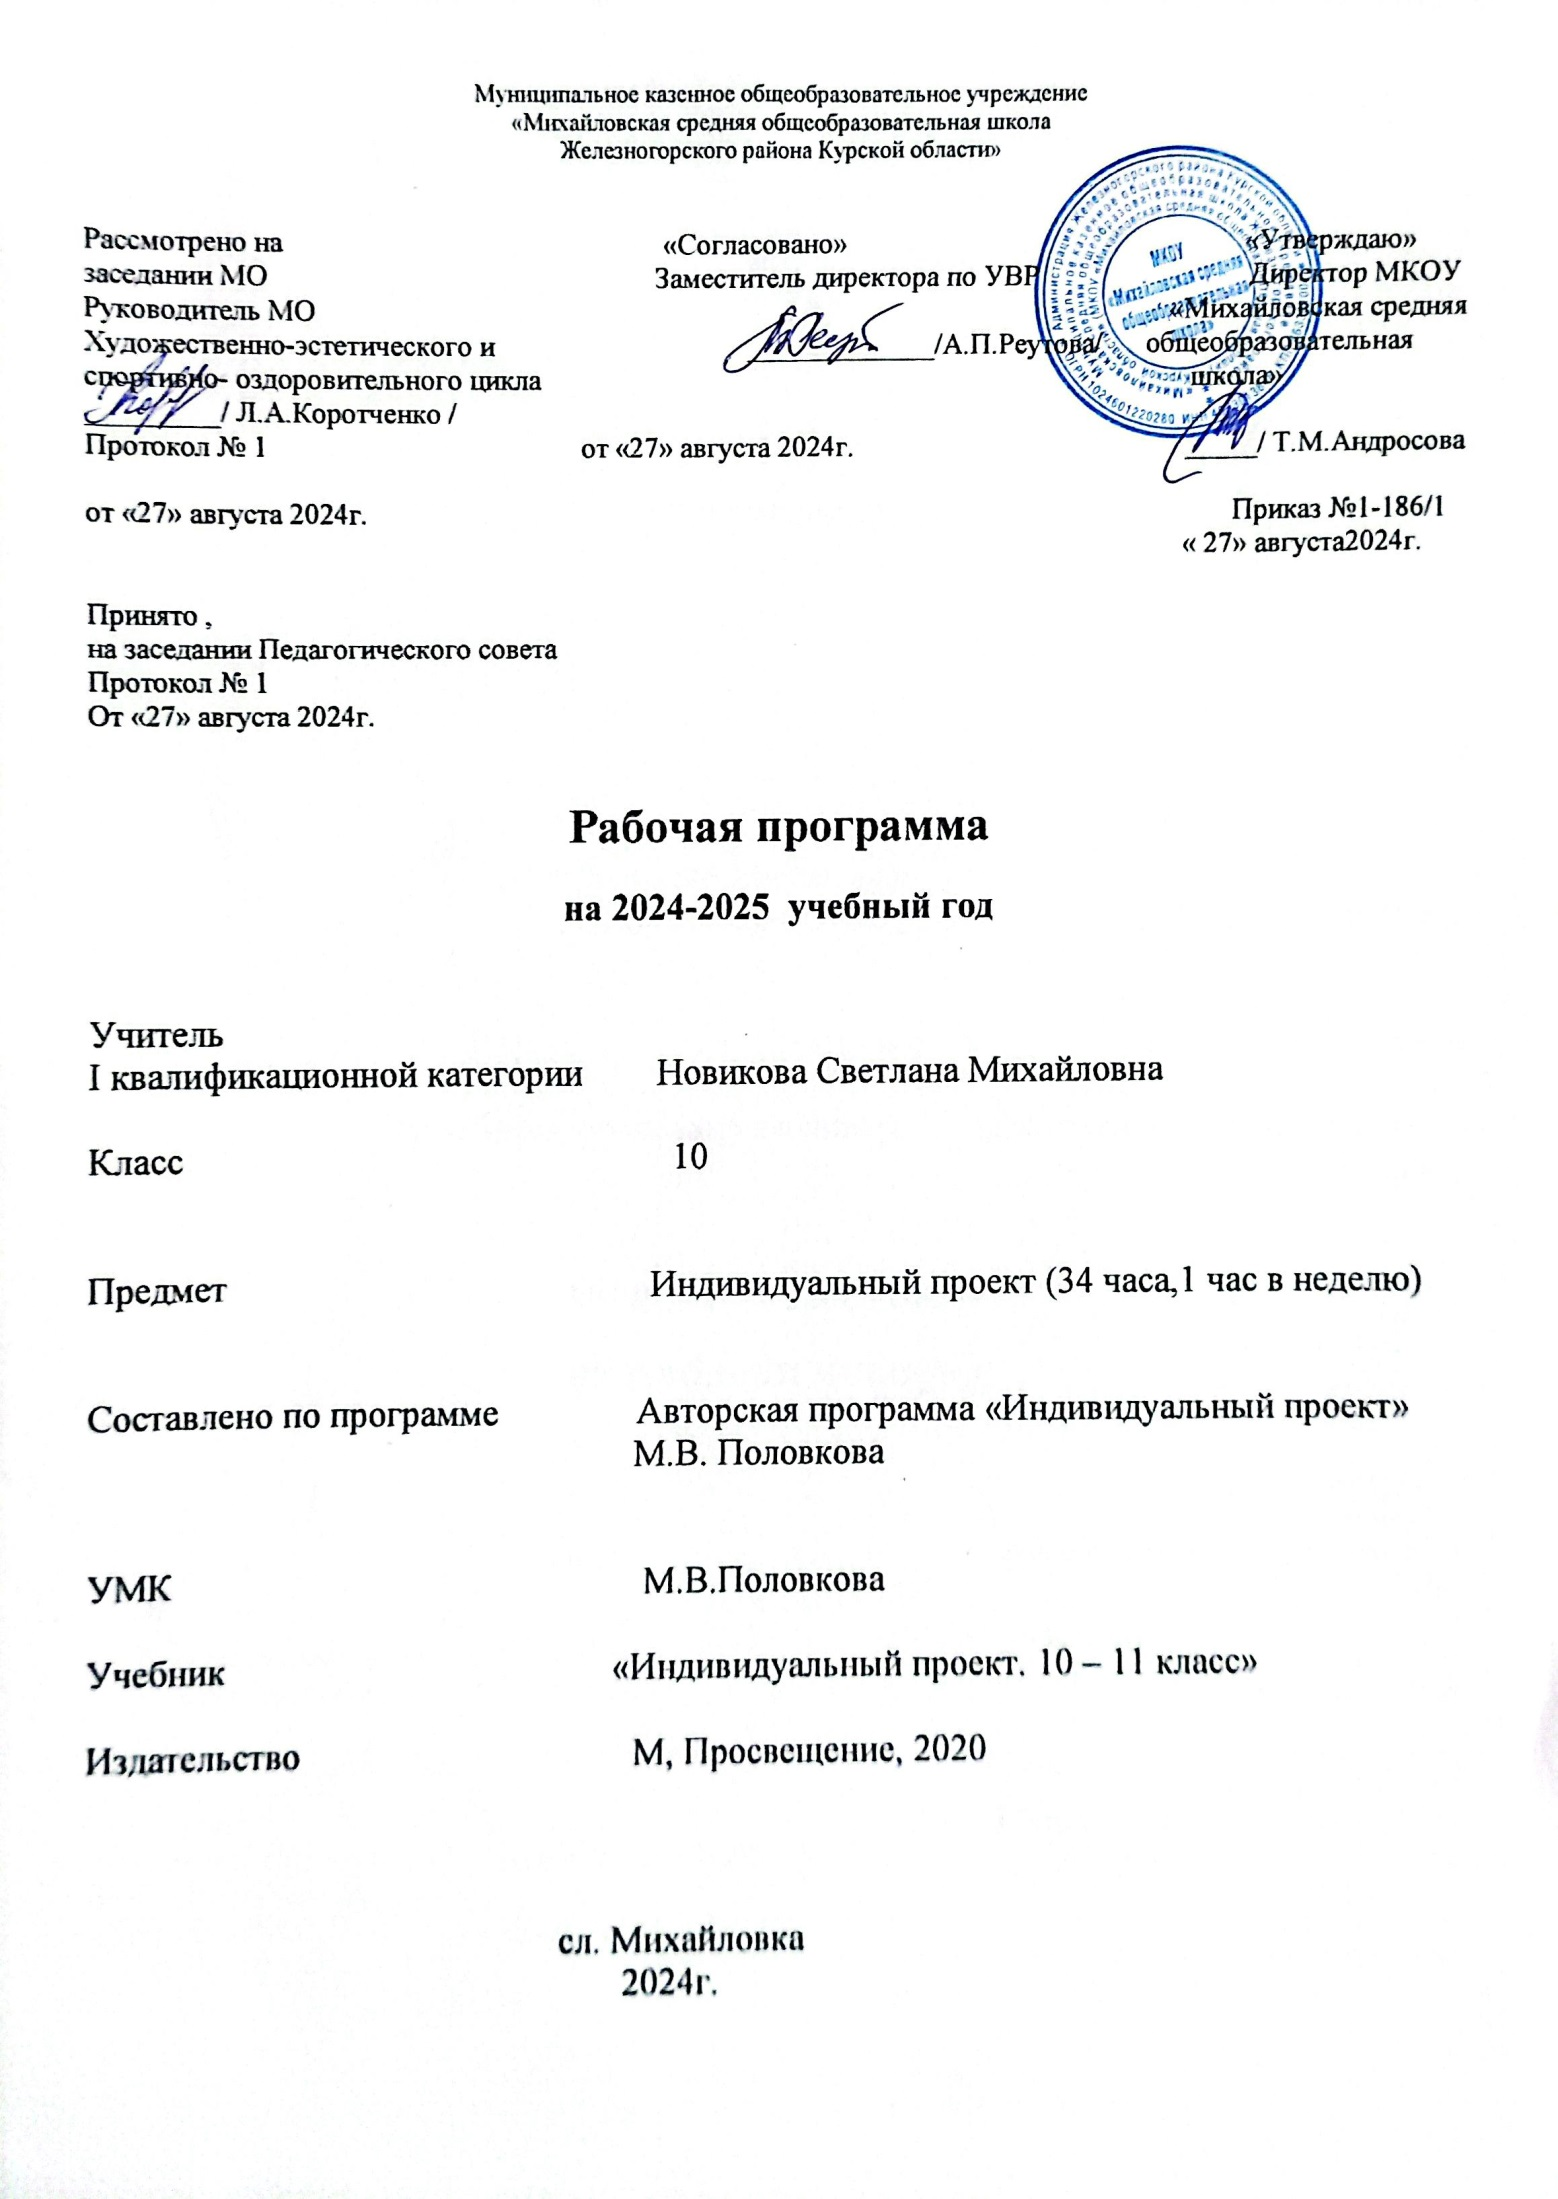 Муниципальное казенное общеобразовательное учреждение
«Михайловская средняя общеобразовательная школа
Железногорского района Курской области»
Рассмотрено на
заседании МО
Руководитель МО
Художественно-эстетического и
спортивно- оздоровительного цикла
/ Л.А.Коротченко /
Протокол № 1
от «27» августа 2024г.
«Согласовано»
Заместитель директора по УВР
/А.П.Реутова/
от «27» августа 2024г.
«Утверждаю»
Директор МКОУ
«Михайловская средняя
общеобразовательная
школа»
/ Т.М.Андросова
Приказ №1-186/1
« 27» августа2024г.
МКОУ
«Михайловская средняя
общеобразовательная
школа»
Принято ,
на заседании Педагогического совета
Протокол № 1
От «27» августа 2024г.
Рабочая программа
на 2024-2025 учебный год
Учитель
I квалификационной категории Новикова Светлана Михайловна
Класс 10
Предмет Индивидуальный проект (34 часа,1 час в неделю)
Составлено по программе Авторская программа «Индивидуальный проект»
М.В. Половкова
УМК М.В.Половкова
Учебник «Индивидуальный проект. 10 – 11 класс»
Издательство М, Просвещение, 2020
сл. Михайловка
2024г.